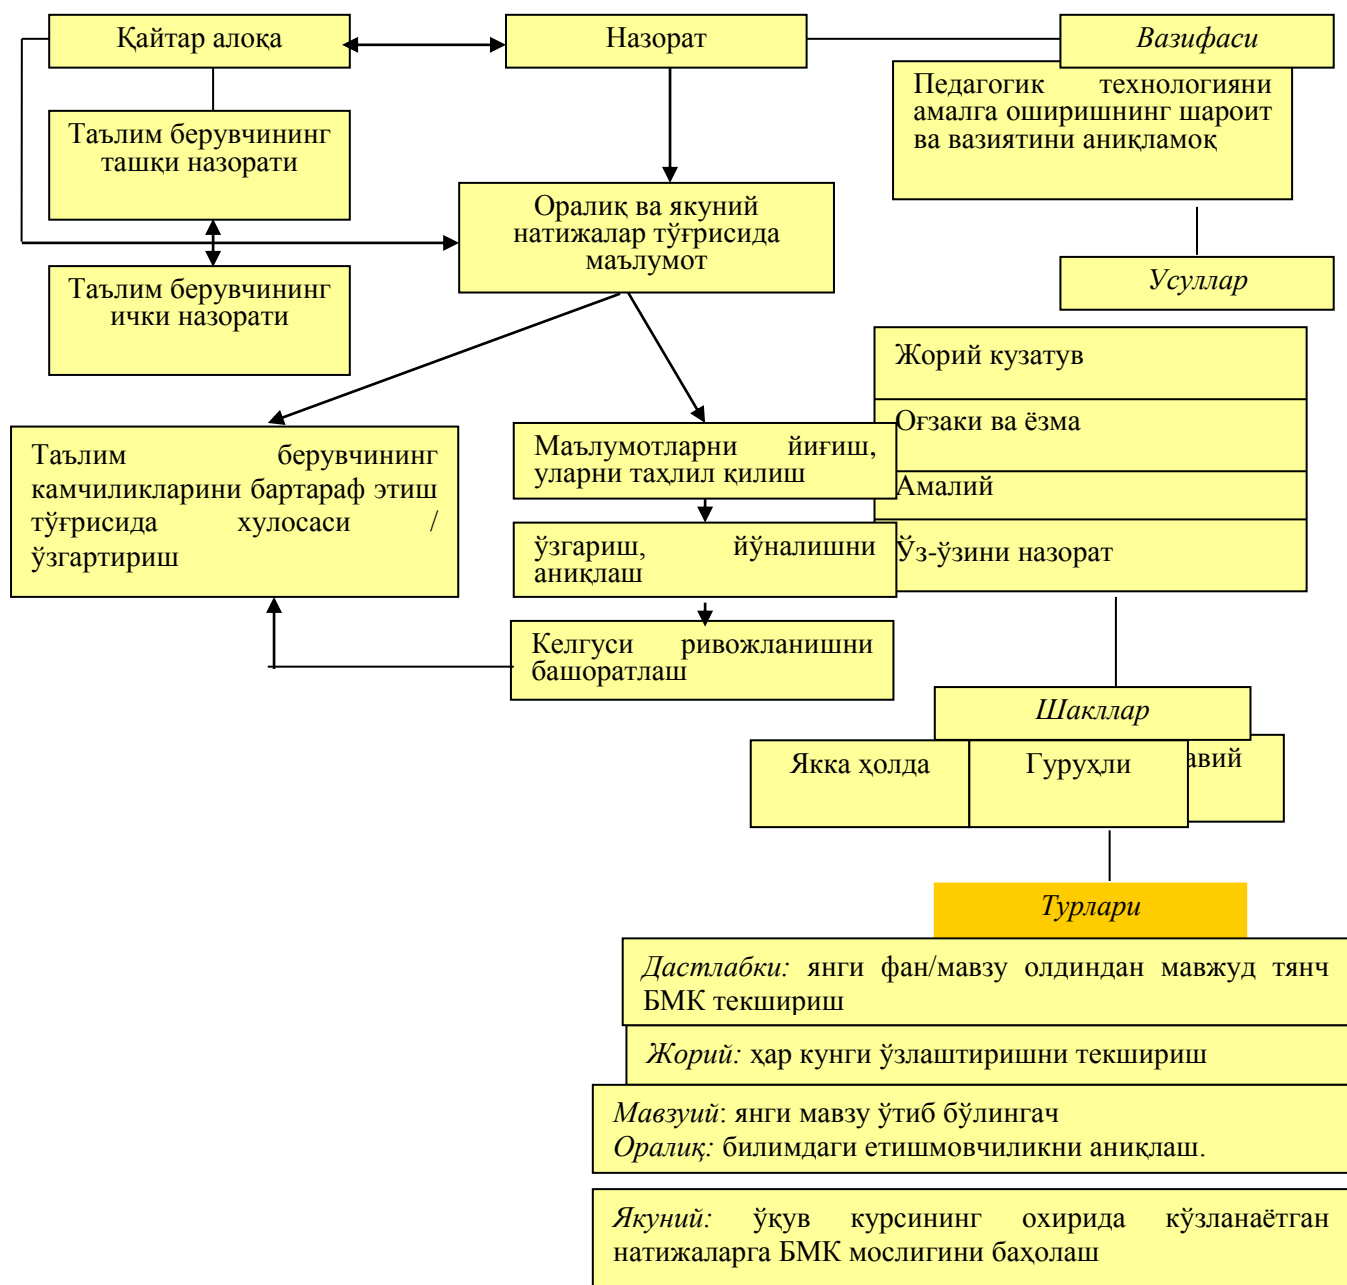 Қайтар алоқа
Назорат
Вазифаси
Педагогик технологияни
амалга оширишнинг шароит
ва вазиятини аниқламоқ
Таълим берувчининг
ташқи назорати
Оралиқ ва якуний
натижалар тўғрисида
маълумот
Таълим берувчининг
ички назорати
Усуллар
Жорий кузатув
Оғзаки ва ёзма
Амалий
Ўз-ўзини назорат
Таълим берувчининг
камчиликларини бартараф этиш
тўғрисида хулосаси /
ўзгартириш
Маълумотларни йиғиш,
уларни таҳлил қилиш
ўзгариш, йўналишни
аниқлаш
Келгуси ривожланишни
башоратлаш
Шакллар
Якка ҳолда
Гуруҳли
авий
Турлари
Дастлабки: янги фан/мавзу олдиндан мавжуд тянч
БМК текшириш
Жорий: ҳар кунги ўзлаштиришни текшириш
Мавзуий: янги мавзу ўтиб бўлингач
Оралиқ: билимдаги етишмовчиликни аниқлаш.
Якуний: ўқув курсининг охирида кўзланаётган
натижаларга БМК мослигини баҳолаш